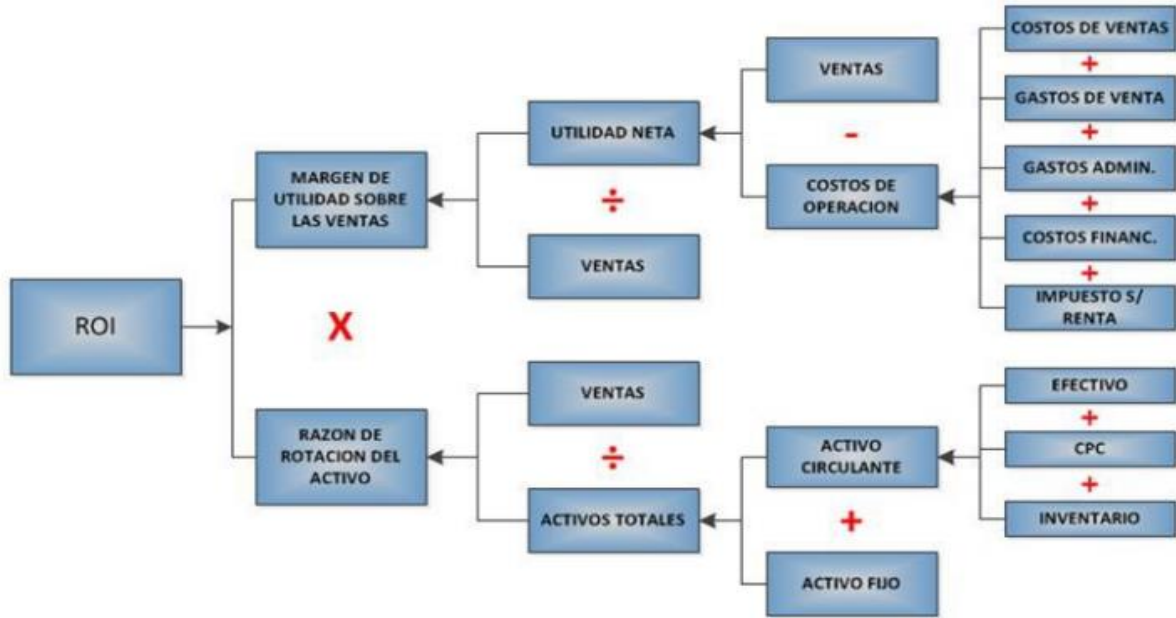 ROI
MARGEN DE
UTILIDAD SOBRE
LAS VENTAS
X
RAZON DE
ROTACION DEL
ACTIVO
UTILIDAD NETA
÷
VENTAS
VENTAS
÷
ACTIVOS TOTALES
VENTAS
-
COSTOS DE
OPERACION
ACTIVO
CIRCULANTE
+
ACTIVO FIJO
COSTOS DE VENTAS
+
GASTOS DE VENTA
+
GASTOS ADMIN.
+
COSTOS FINANC.
+
IMPUESTO S/
RENTA
EFECTIVO
+
CPC
+
INVENTARIO